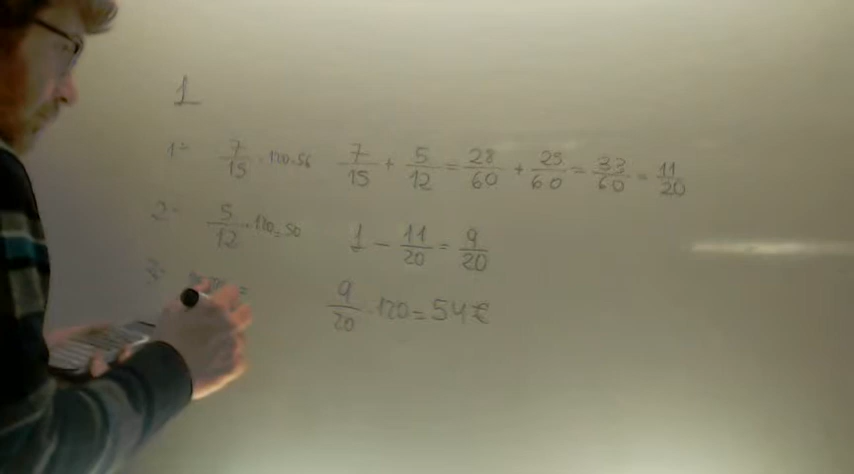 1
1º 7/15 · 120 = 56 7/15 + 5/12 = 28/60 + 25/60 = 33/60 = 11/20
2º 5/12 · 120 = 50 1 - 11/20 = 9/20
3º =
9/20 · 120 = 54€